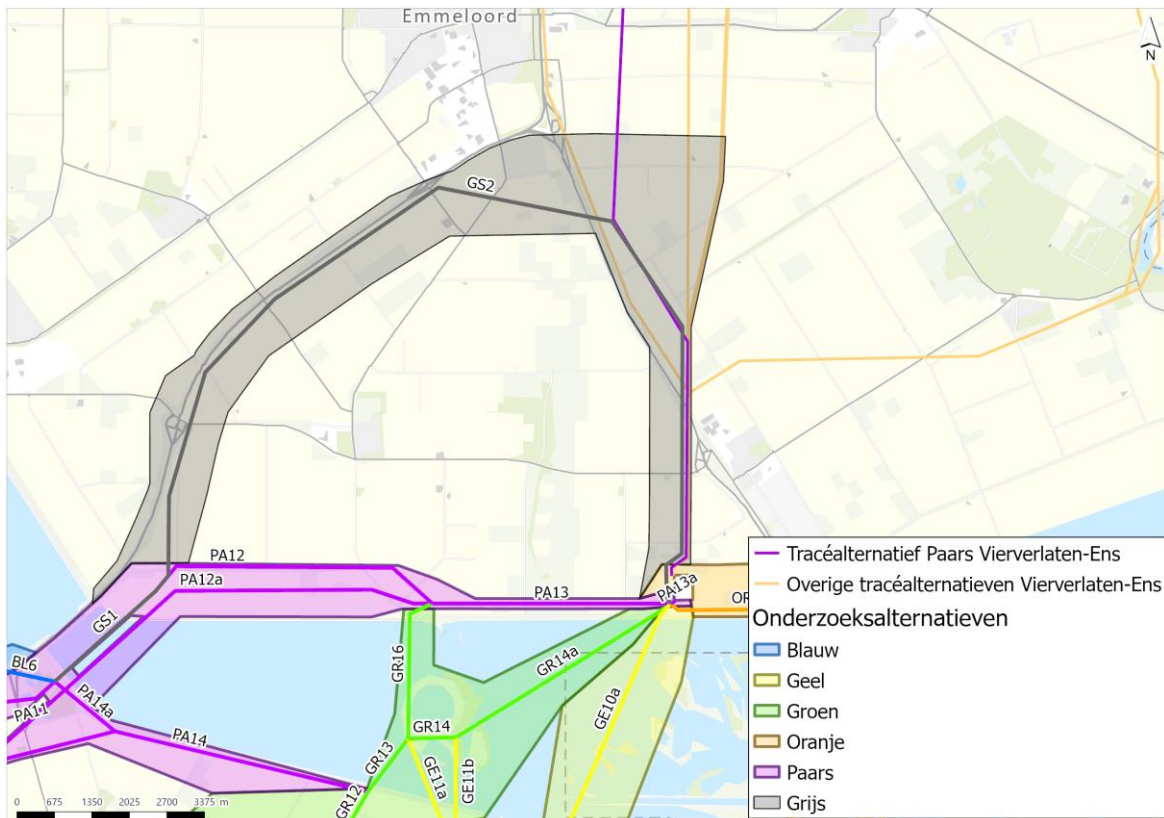 Emmeloord
N
GS2
PA12
PA12a
PA13
PA13a
OR
GS1
BL6
PA11
PA14a
PA14
GR16
GR14a
GR14
GR13
GR12
GE11a
GE11b
GE10a
Tracéalternatief Paars Vierverlaten-Ens
Overige tracéalternatieven Vierverlaten-Ens
Onderzoeksalternatieven
Blauw
Geel
Groen
Oranje
Paars
Grijs
0 675 1350 2025 2700 3375 m